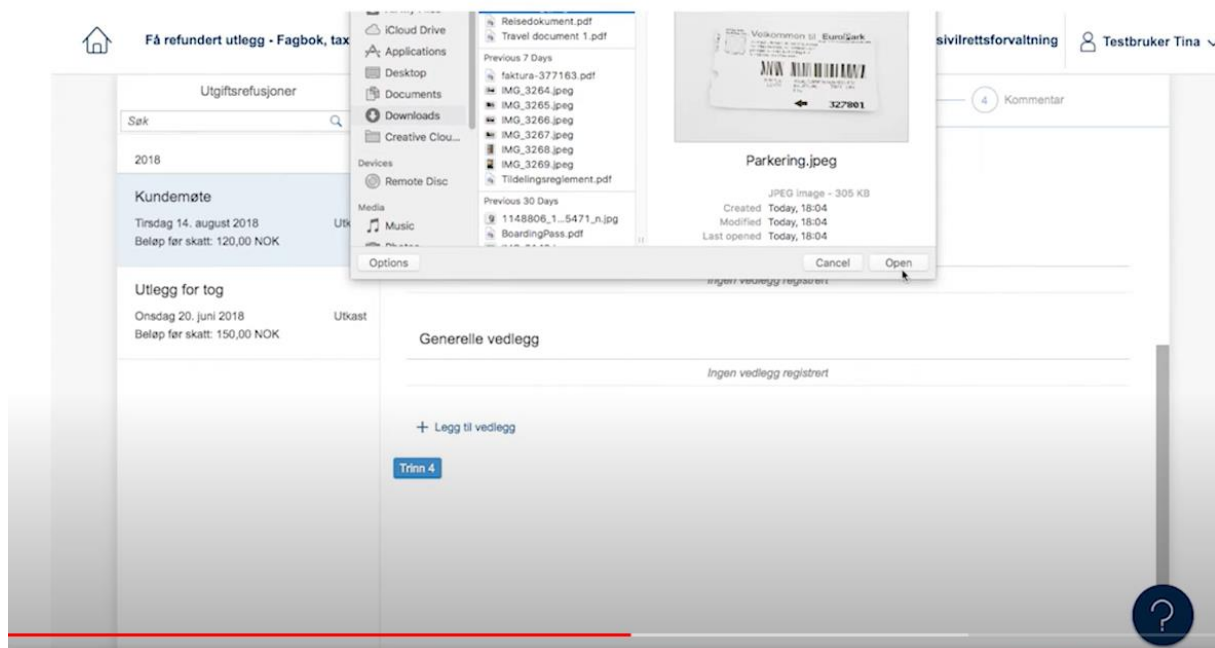 Få refundert utlegg - Fagbok, tax
sivilrettsforvaltning
Testbruker Tina
Utgiftsrefusjoner
Søk
2018
Kundemøte
Tirsdag 14. august 2018
Utk
Beløp før skatt: 120,00 NOK
Utlegg for tog
Onsdag 20. juni 2018
Utkast
Beløp før skatt: 150,00 NOK
iCloud Drive
Applications
Desktop
Documents
Downloads
Creative Clou...
Devices
Remote Disc
Media
Music
Options
Reisedokument.pdf
Travel document 1.pdf
Previous 7 Days
faktura-377163.pdf
IMG_3264.jpeg
IMG_3265.jpeg
IMG_3266.jpeg
IMG_3267.jpeg
IMG_3268.jpeg
IMG_3269.jpeg
Tildelingsreglement.pdf
Previous 30 Days
1148806_1...5471_n.jpg
BoardingPass.pdf
Velkommen til EuroPark
327801
Parkering.jpeg
JPEG image - 305 KB
Created Today, 18:04
Modified Today, 18:04
Last opened Today, 18:04
Cancel
Open
4 Kommentar
Ingen vedlegg registrert
Generelle vedlegg
Ingen vedlegg registrert
+ Legg til vedlegg
Trinn 4
?